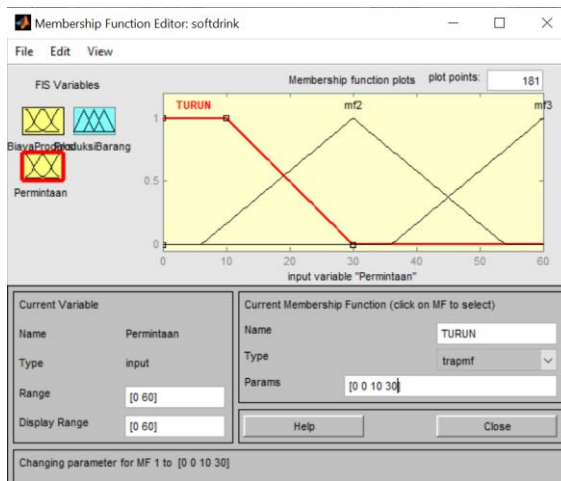 Membership Function Editor: softdrink
File Edit View
FIS Variables
BiayaProduksi
ProduksiBarang
Permintaan
Membership function plots
plot points: 181
TURUN mf2 mf3
1
0.5
0
0 10 20 30 40 50 60
input variable "Permintaan"
Current Variable
Name Permintaan
Type input
Range [0 60]
Display Range [0 60]
Current Membership Function (click on MF to select)
Name TURUN
Type trapmf
Params [0 0 10 30]
Help Close
Changing parameter for MF 1 to [0 0 10 30]